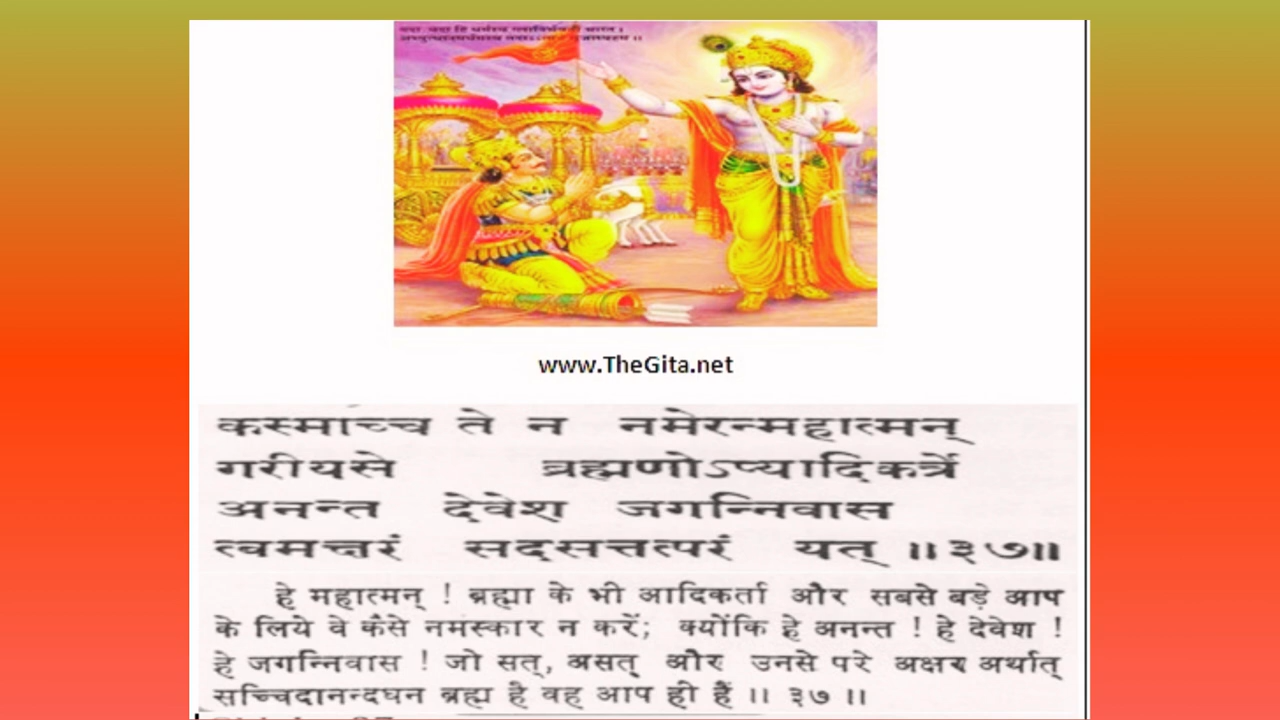 www.TheGita.net
कस्माच्च ते न नमेरन्महात्मन्
गरीयसे ब्रह्मणोऽप्यादिकर्त्रे
अनन्त देवेश जगन्निवास
त्वमक्षरं सदसत्तत्परं यत् ॥३७॥
हे महात्मन् ! ब्रह्मा के भी आदिकर्ता और सबसे बड़े आप
के लिये वे कैसे नमस्कार न करें; क्योंकि हे अनन्त ! हे देवेश !
हे जगन्निवास ! जो सत्, असत् और उनसे परे अक्षर अर्थात्
सच्चिदानन्दघन ब्रह्म है वह आप ही हैं ॥ ३७ ॥